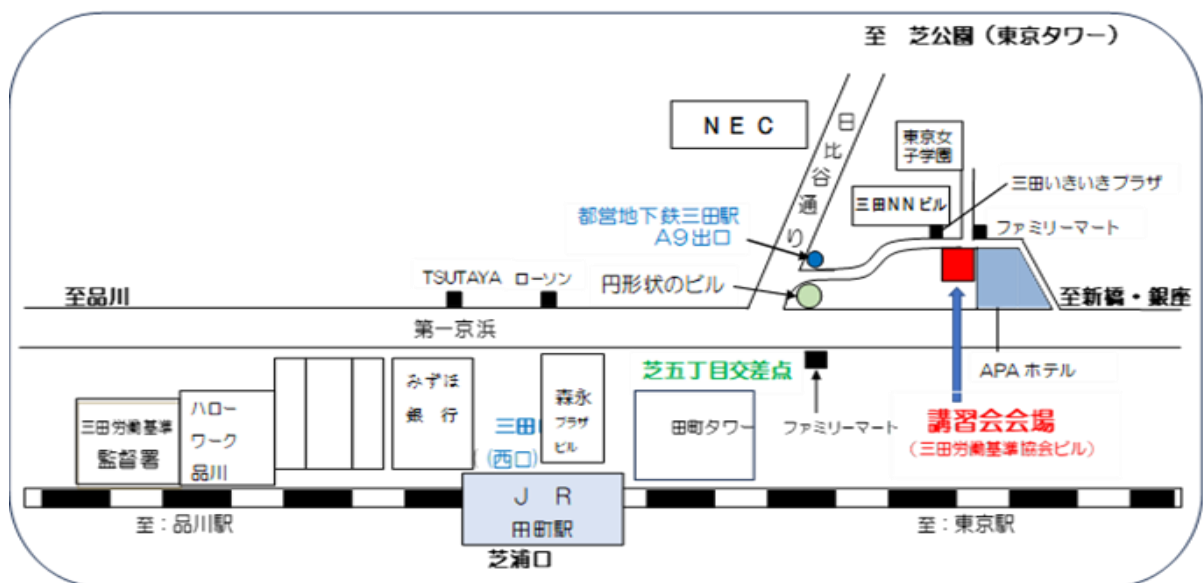 至 芝公園（東京タワー）
NEC
日比谷通り
東京女
子学園
三田いきいきプラザ
三田NNビル
ファミリーマート
都営地下鉄三田駅
A9出口
TSUTAYA ローソン
円形状のビル
至品川
至新橋・銀座
第一京浜
芝五丁目交差点
APAホテル
みずほ
銀行
森永
プラザ
ビル
ハロー
ワーク
品川
三田労働基準
監督署
三田
(西口)
田町タワー
ファミリーマート
講習会会場
（三田労働基準協会ビル）
JR
田町駅
至：品川駅
至：東京駅
芝浦口